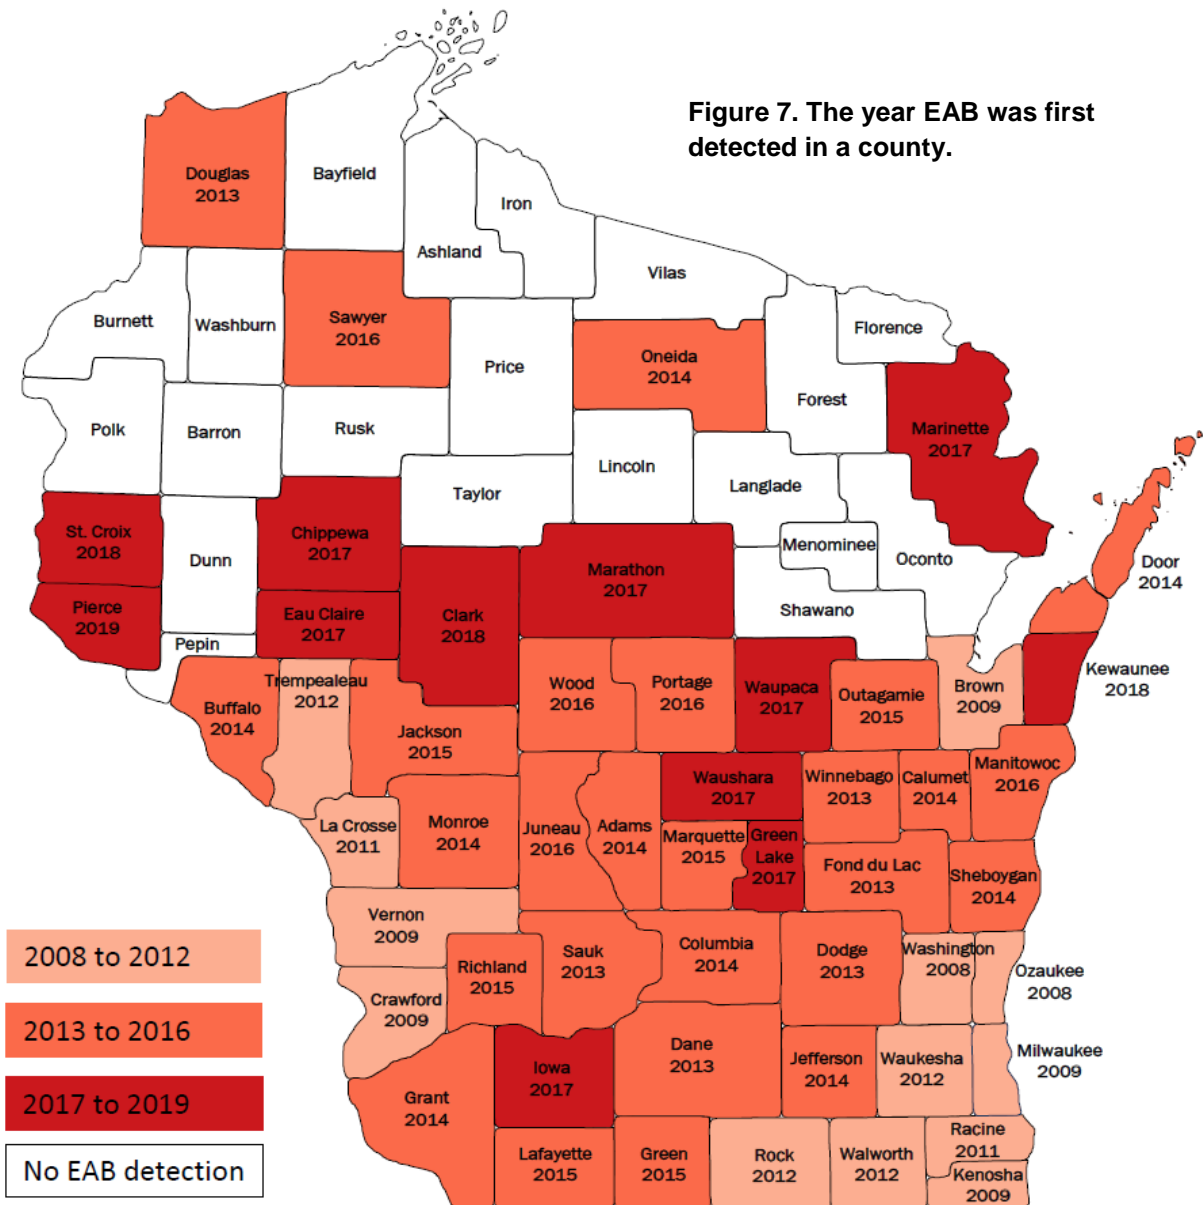 Figure 7. The year EAB was first
detected in a county.
Douglas
2013
Bayfield
Iron
Ashland
Vilas
Burnett
Washburn
Sawyer
2016
Florence
Price
Oneida
2014
Forest
Polk
Barron
Rusk
Marinette
2017
Lincoln
Taylor
Langlade
St. Croix
2018
Chippewa
2017
Dunn
Menominee
Oconto
Door
2014
Marathon
2017
Pierce
2019
Eau Claire
2017
Clark
2018
Shawano
Pepin
Trempealeau
2012
Wood
2016
Portage
2016
Waupaca
2017
Outagamie
2015
Brown
2009
Kewaunee
2018
Buffalo
2014
Jackson
2015
Waushara
2017
Winnebago
2013
Calumet
2014
Manitowoc
2016
La Crosse
2011
Monroe
2014
Juneau
2016
Adams
2014
Marquette
2015
Green
Lake
2017
Fond du Lac
2013
Sheboygan
2014
Vernon
2009
Richland
2015
Sauk
2013
Columbia
2014
Dodge
2013
Washington
2008
Ozaukee
2008
Crawford
2009
Iowa
2017
Dane
2013
Jefferson
2014
Waukesha
2012
Milwaukee
2009
Grant
2014
Lafayette
2015
Green
2015
Rock
2012
Walworth
2012
Racine
2011
Kenosha
2009
2008 to 2012
2013 to 2016
2017 to 2019
No EAB detection